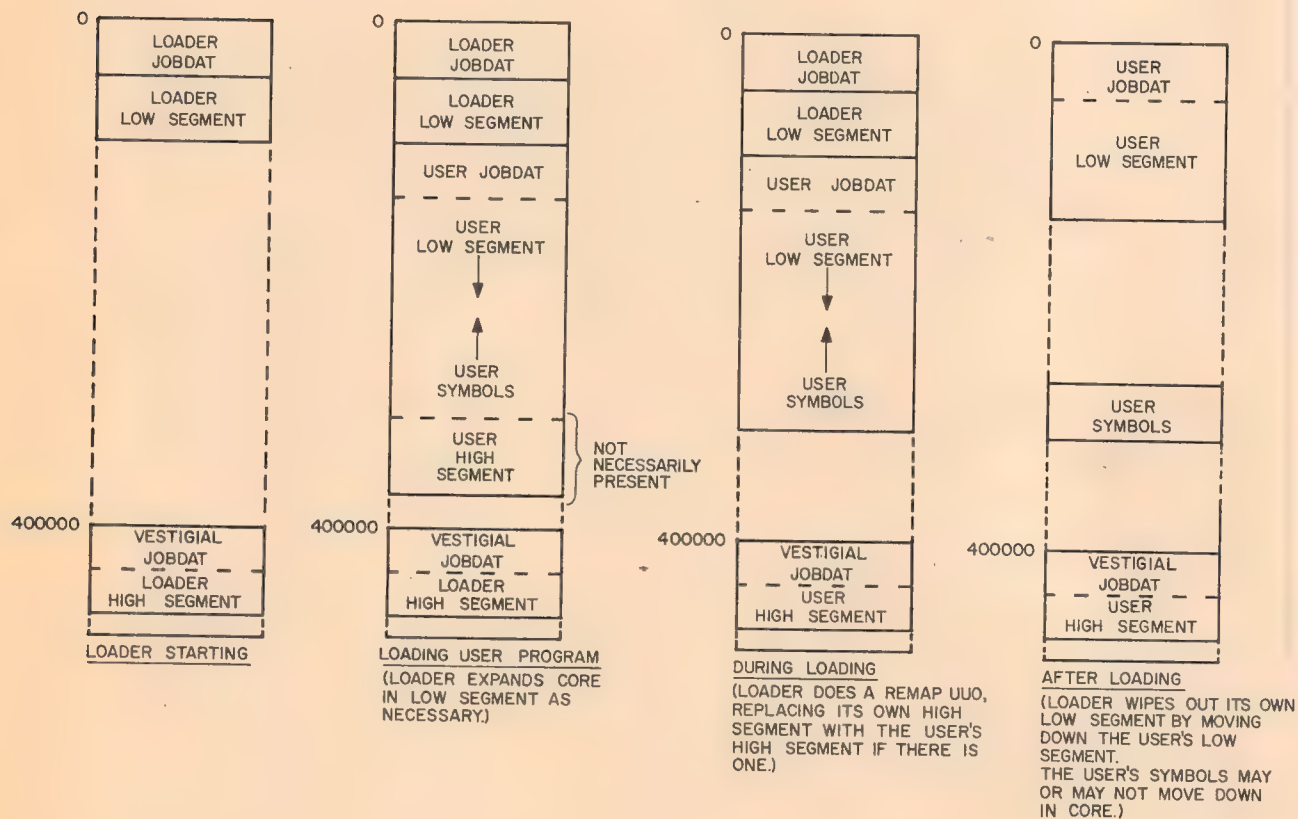 0
LOADER
JOBDAT
LOADER
LOW SEGMENT
400000
VESTIGIAL
JOBDAT
LOADER
HIGH SEGMENT
LOADER STARTING
0
LOADER
JOBDAT
LOADER
LOW SEGMENT
USER JOBDAT
USER
LOW SEGMENT
USER
SYMBOLS
USER
HIGH
SEGMENT
NOT
NECESSARILY
PRESENT
400000
VESTIGIAL
JOBDAT
LOADER
HIGH SEGMENT
LOADING USER PROGRAM
(LOADER EXPANDS CORE
IN LOW SEGMENT AS
NECESSARY.)
0
LOADER
JOBDAT
LOADER
LOW SEGMENT
USER JOBDAT
USER
LOW SEGMENT
USER
SYMBOLS
400000
VESTIGIAL
JOBDAT
USER
HIGH SEGMENT
DURING LOADING
(LOADER DOES A REMAP UUO,
REPLACING ITS OWN HIGH
SEGMENT WITH THE USER'S
HIGH SEGMENT IF THERE IS
ONE.)
0
USER
JOBDAT
USER
LOW SEGMENT
USER
SYMBOLS
400000
VESTIGIAL
JOBDAT
USER
HIGH SEGMENT
AFTER LOADING
(LOADER WIPES OUT ITS OWN
LOW SEGMENT BY MOVING
DOWN THE USER'S LOW
SEGMENT.
THE USER'S SYMBOLS MAY
OR MAY NOT MOVE DOWN
IN CORE.)